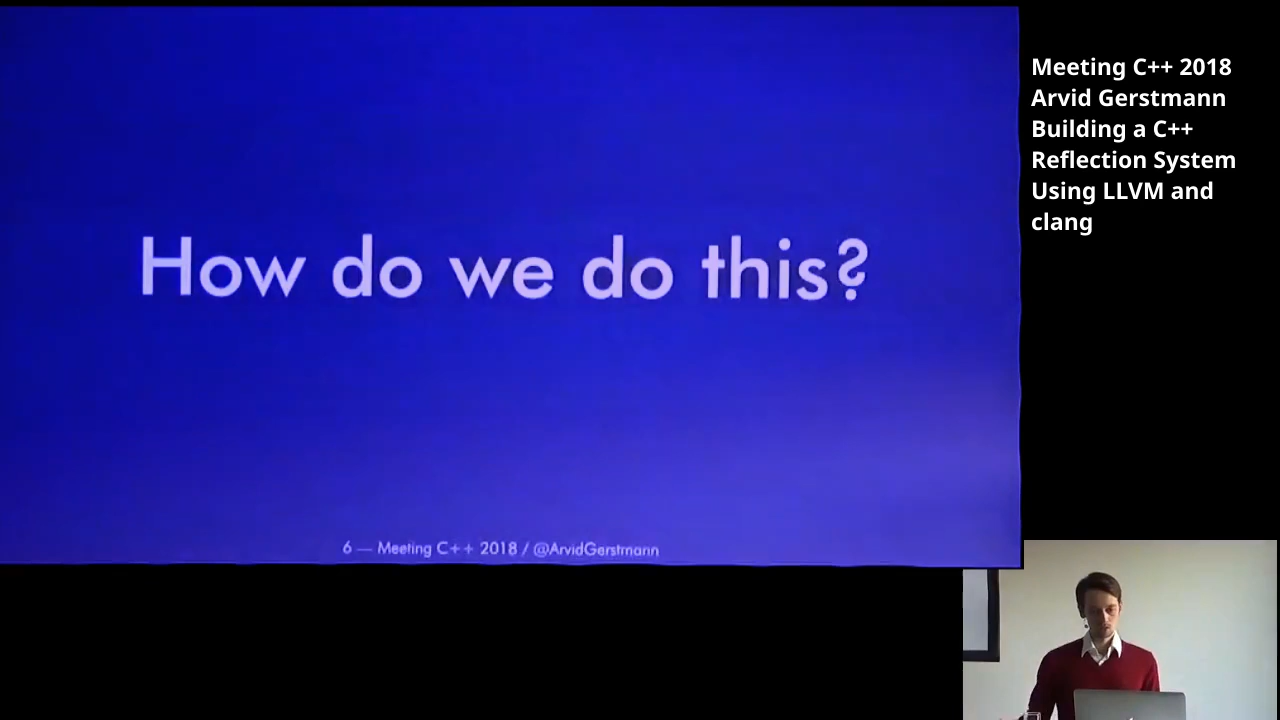 How do we do this?
6 — Meeting C++ 2018 / @ArvidGerstmann
Meeting C++ 2018
Arvid Gerstmann
Building a C++
Reflection System
Using LLVM and
clang